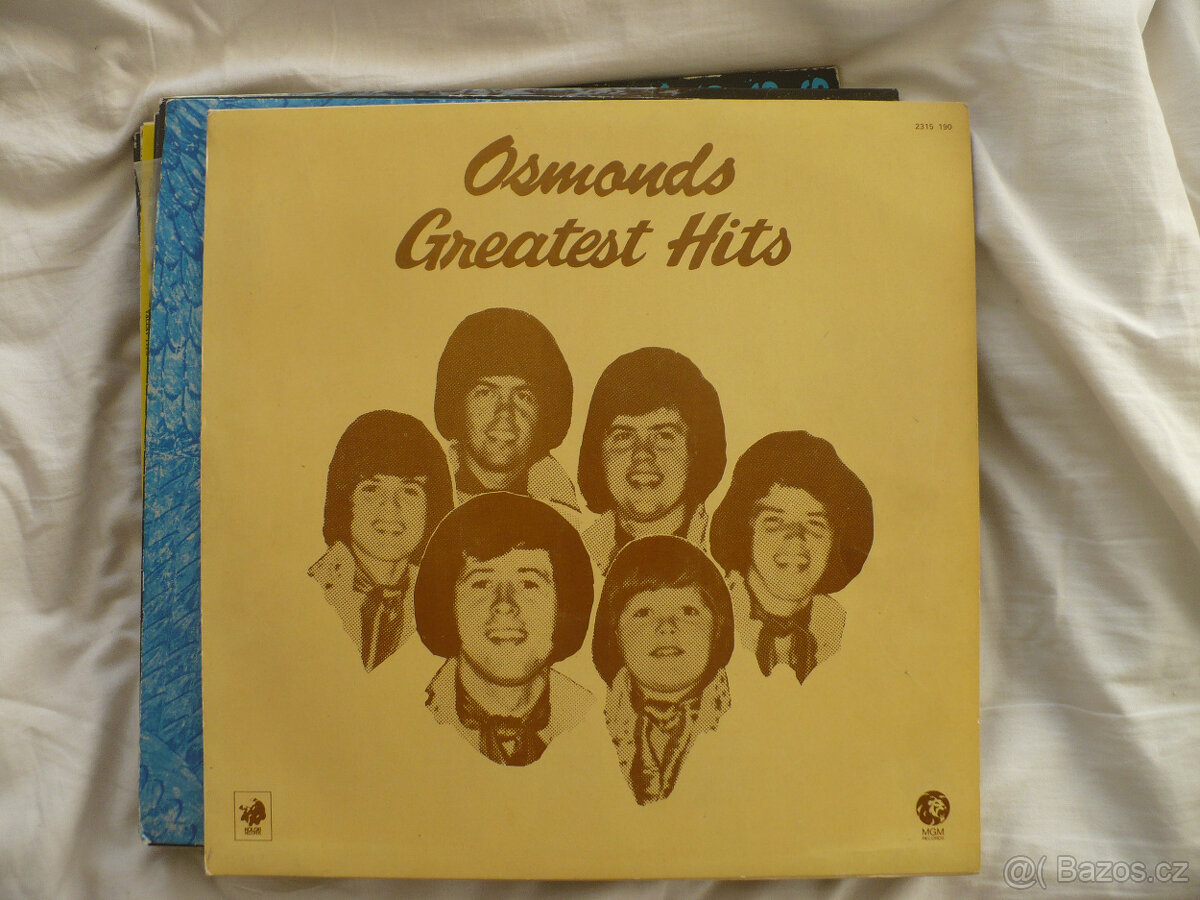 2315 190
Osmonds
Greatest Hits
MGM
RECORDS
@( Bazos.cz